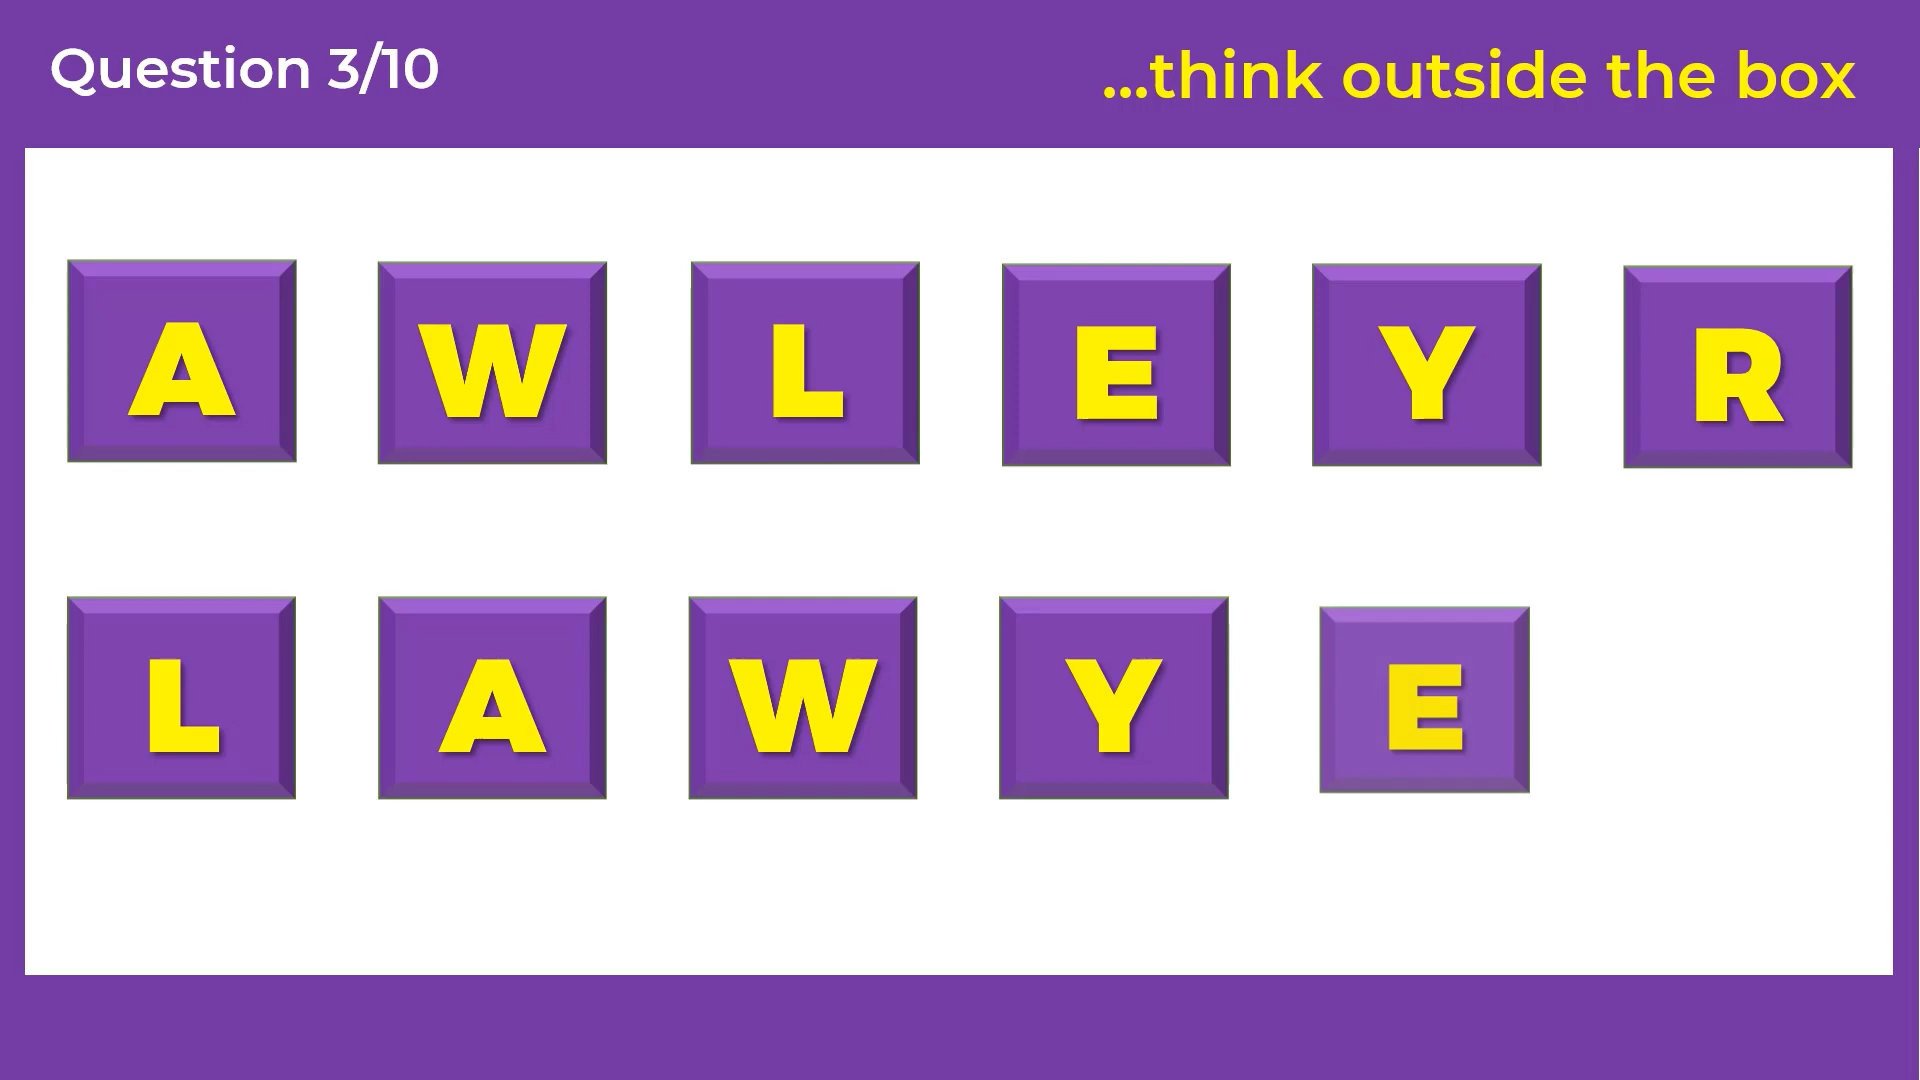 Question 3/10
...think outside the box
A W L E Y R
L A W Y E